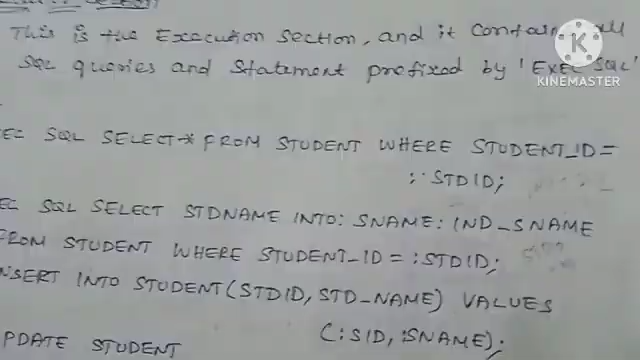 This is the Execution section, and it contains all
SQL queries and statement prefixed by 'EXEC SQL'
KINEMASTER
EC SQL SELECT * FROM STUDENT WHERE STUDENT_ID =
: STDID;
EC SQL SELECT STDNAME INTO: SNAME: IND_SNAME
FROM STUDENT WHERE STUDENT_ID = :STDID;
NSERT INTO STUDENT(STDID, STD_NAME) VALUES
(:SID, :SNAME);
PDATE STUDENT